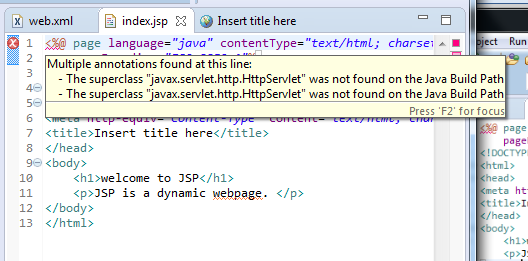 web.xml index.jsp Insert title here
1 <%@ page language="java" contentType="text/html; charset
Multiple annotations found at this line:
- The superclass "javax.servlet.http.HttpServlet" was not found on the Java Build Path
- The superclass "javax.servlet.http.HttpServlet" was not found on the Java Build Path
Press 'F2' for focus
2
3
4
5
6 <meta http-equiv="Content-Type" content="text/html; char
7 <title>Insert title here</title>
8 </head>
9 <body>
10 <h1>welcome to JSP</h1>
11 <p>JSP is a dynamic webpage. </p>
12 </body>
13 </html>
oject Run Win
<%@ page
page
<!DOCTYP
<html>
<head>
<meta ht
<title>I
</head>
<body>
<h1>
<p>J